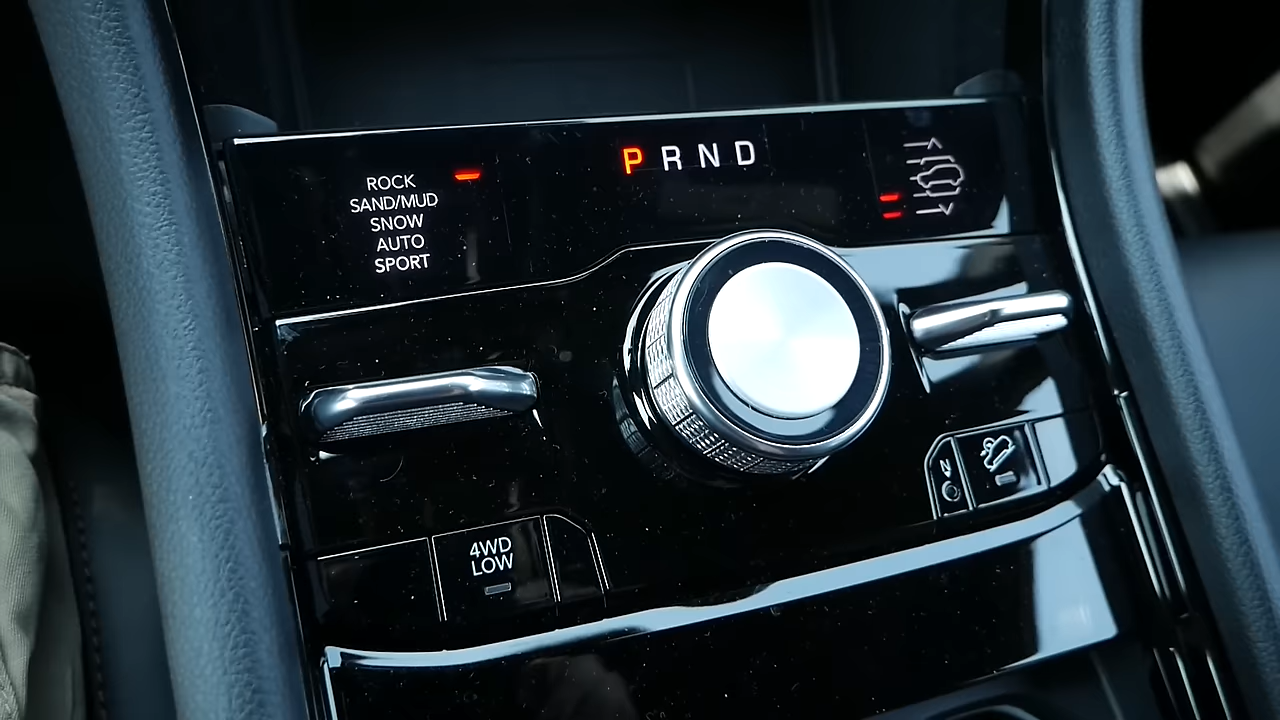 P R N D
ROCK
SAND/MUD
SNOW
AUTO
SPORT
4WD
LOW
N